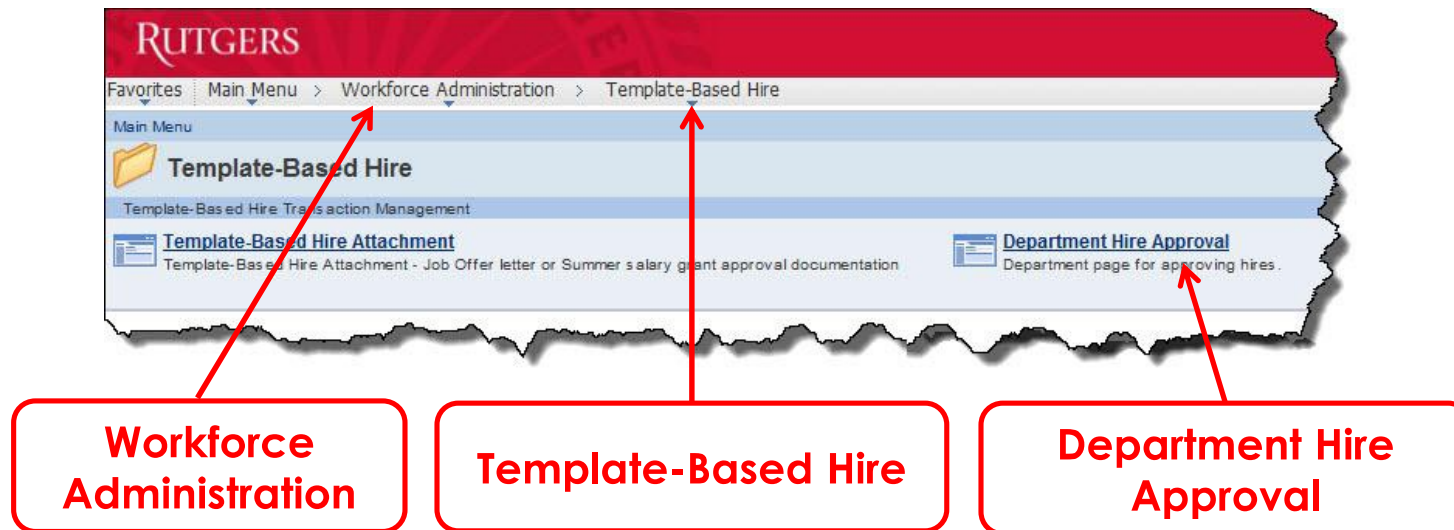 RUTGERS
Favorites Main Menu > Workforce Administration > Template-Based Hire
Main Menu
Template-Based Hire
Template-Based Hire Transaction Management
Template-Based Hire Attachment Department Hire Approval
Template-Based Hire Attachment - Job Offer letter or Summer salary grant approval documentation Department page for approving hires.
Workforce
Administration
Template-Based Hire
Department Hire
Approval